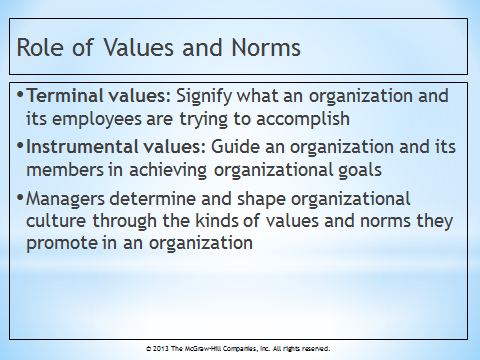 Role of Values and Norms
•Terminal values: Signify what an organization and
its employees are trying to accomplish
•Instrumental values: Guide an organization and its
members in achieving organizational goals
•Managers determine and shape organizational
culture through the kinds of values and norms they
promote in an organization
© 2013 The McGraw-Hill Companies, Inc. All rights reserved.